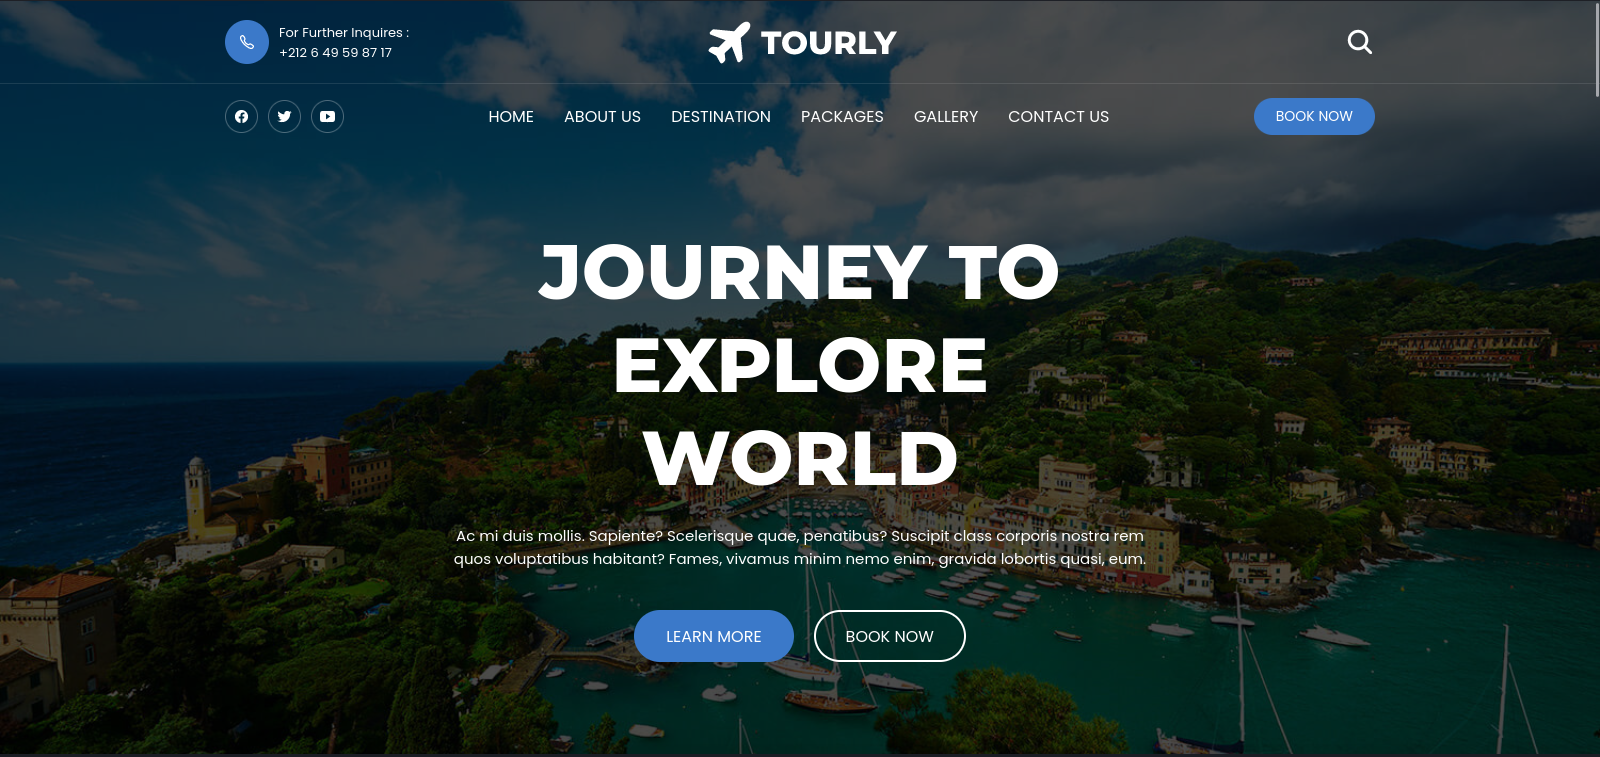 For Further Inquires :
+212 6 49 59 87 17
TOURLY
HOME ABOUT US DESTINATION PACKAGES GALLERY CONTACT US
BOOK NOW
JOURNEY TO
EXPLORE
WORLD
Ac mi duis mollis. Sapiente? Scelerisque quae, penatibus? Suscipit class corporis nostra rem
quos voluptatibus habitant? Fames, vivamus minim nemo enim, gravida lobortis quasi, eum.
LEARN MORE BOOK NOW